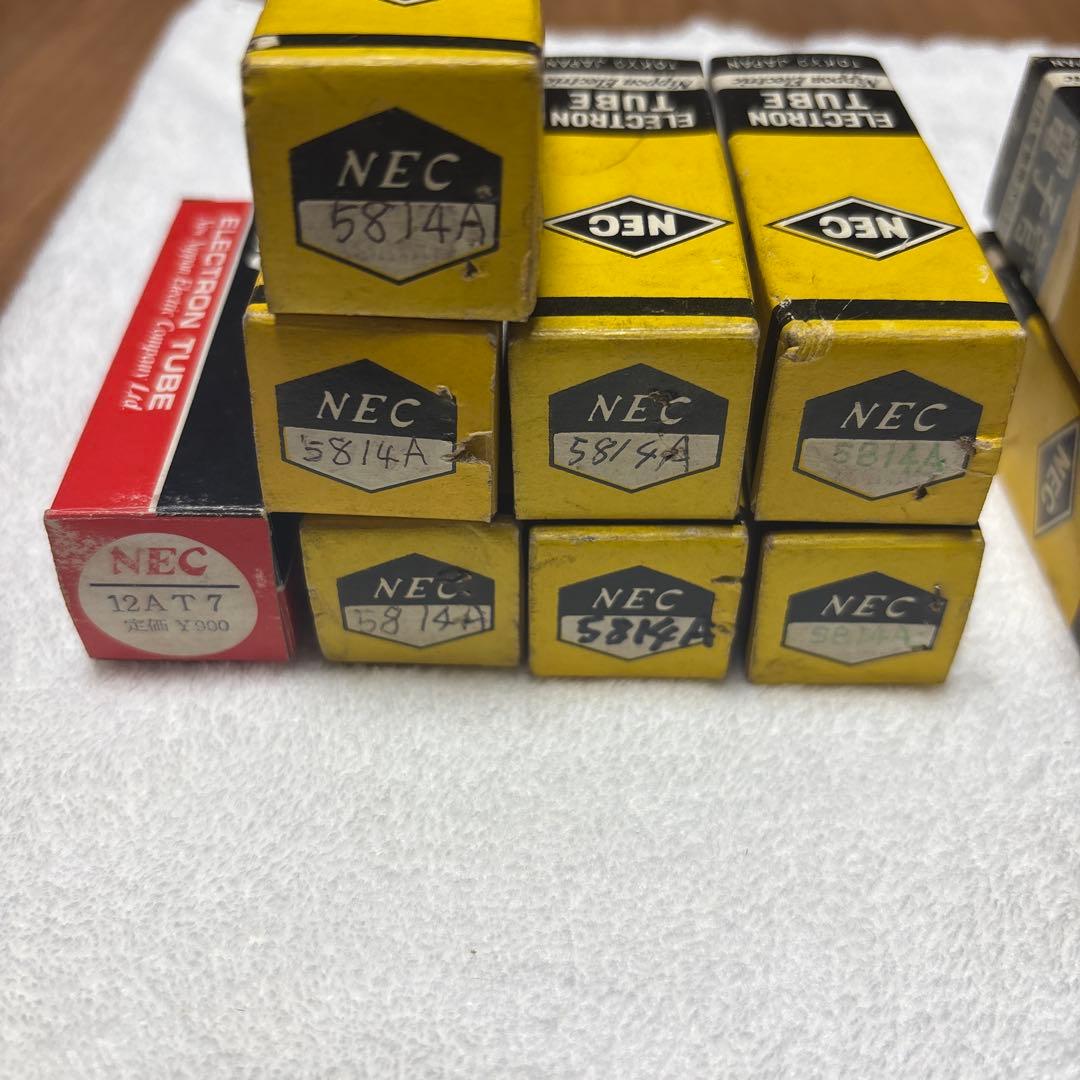 NEC
5814A
TOKYO JAPAN
Nippon Electric
ELECTRON
TUBE
NEC
TOKYO JAPAN
Nippon Electric
ELECTRON
TUBE
NEC
ELECTRON TUBE
Nippon Electric Company Ltd
NEC
12AT7
定価 ¥900
NEC
5814A
NEC
5814A
NEC
5814A
NEC
5814A
NEC
5814A
NEC
5814A
NEC